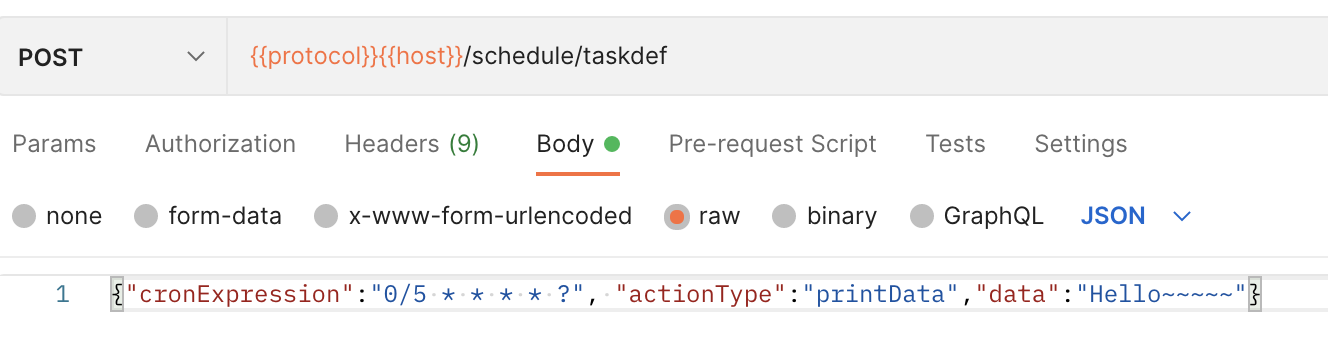 POST {{protocol}}{{host}}/schedule/taskdef
Params Authorization Headers (9) Body Pre-request Script Tests Settings
none form-data x-www-form-urlencoded raw binary GraphQL JSON
1 {"cronExpression":"0/5 * * * * ?", "actionType":"printData","data":"Hello~~~~~"}